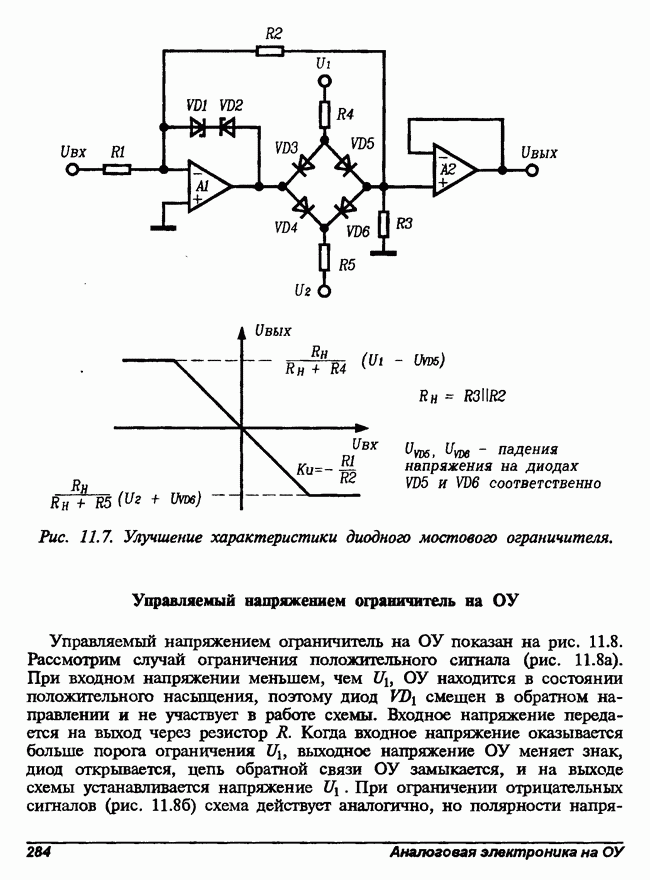 R2
U1
R4
VD1 VD2
VD3
VD5
Uвх
R1
−
A1
+
−
A2
+
Uвых
VD4
VD6
R3
R5
U2
Uвых
Rн
Rн + R4
(U1 - UVD5)
Rн = R3||R2
Uвх
Kи=-
R1
R2
UVD5, UVD6 - падения
напряжения на диодах
VD5 и VD6 соответственно
Rн
Rн + R5
(U2 + UVD6)
Рис. 11.7. Улучшение характеристики диодного мостового ограничителя.
Управляемый напряжением ограничитель на ОУ
Управляемый напряжением ограничитель на ОУ показан на рис. 11.8.
Рассмотрим случай ограничения положительного сигнала (рис. 11.8а).
При входном напряжении меньшем, чем U1, ОУ находится в состоянии
положительного насыщения, поэтому диод VD1 смещен в обратном на-
правлении и не участвует в работе схемы. Входное напряжение переда-
ется на выход через резистор R. Когда входное напряжение оказывается
больше порога ограничения U1, выходное напряжение ОУ меняет знак,
диод открывается, цепь обратной связи ОУ замыкается, и на выходе
схемы устанавливается напряжение U1 . При ограничении отрицательных
сигналов (рис. 11.8б) схема действует аналогично, но полярности напря-
284
Аналоговая электроника на ОУ